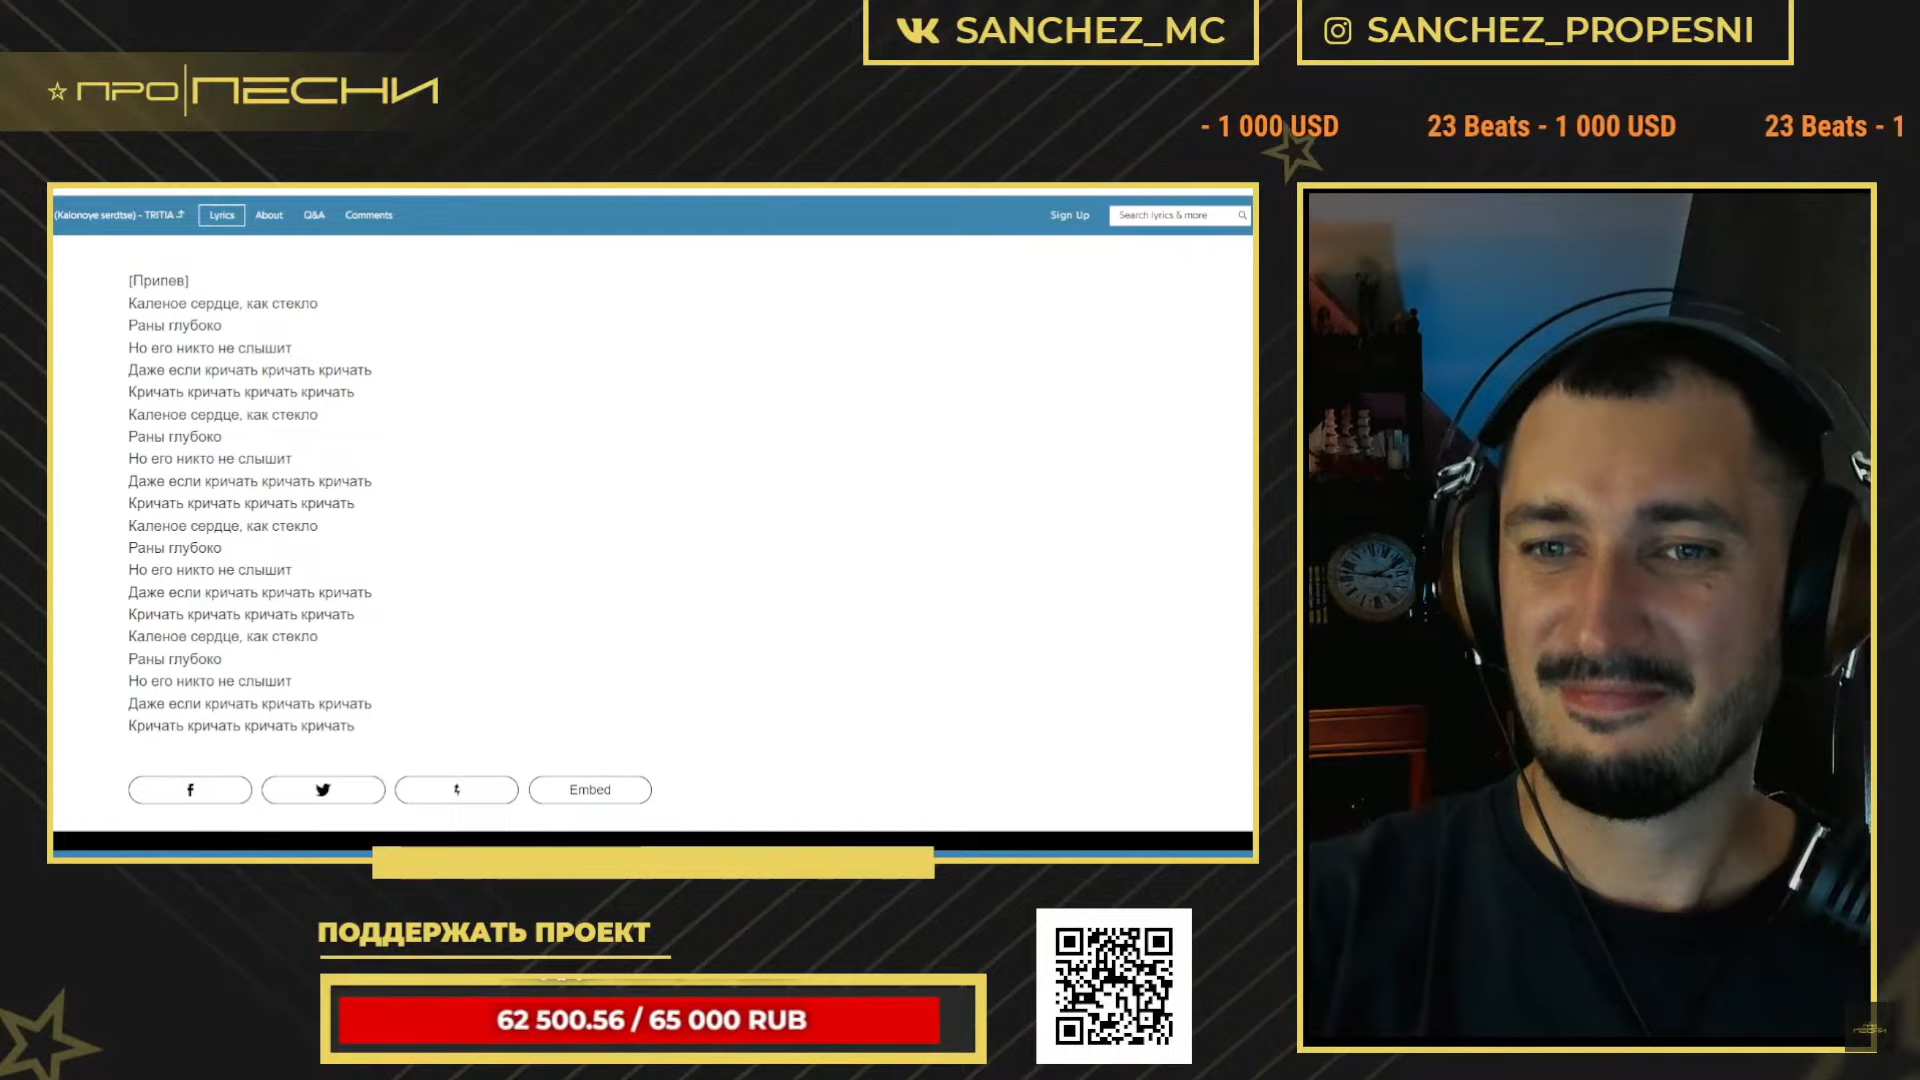 SANCHEZ_MC
SANCHEZ_PROPESNI
ПРО|ПЕСНИ
- 1 000 USD 23 Beats - 1 000 USD 23 Beats - 1
(Kalonoye serdtse) - TRITIA Lyrics About Q&A Comments Sign Up Search lyrics & more
[Припев]
Каленое сердце, как стекло
Раны глубоко
Но его никто не слышит
Даже если кричать кричать кричать
Кричать кричать кричать кричать
Каленое сердце, как стекло
Раны глубоко
Но его никто не слышит
Даже если кричать кричать кричать
Кричать кричать кричать кричать
Каленое сердце, как стекло
Раны глубоко
Но его никто не слышит
Даже если кричать кричать кричать
Кричать кричать кричать кричать
Каленое сердце, как стекло
Раны глубоко
Но его никто не слышит
Даже если кричать кричать кричать
Кричать кричать кричать кричать
Embed
ПОДДЕРЖАТЬ ПРОЕКТ
62 500.56 / 65 000 RUB